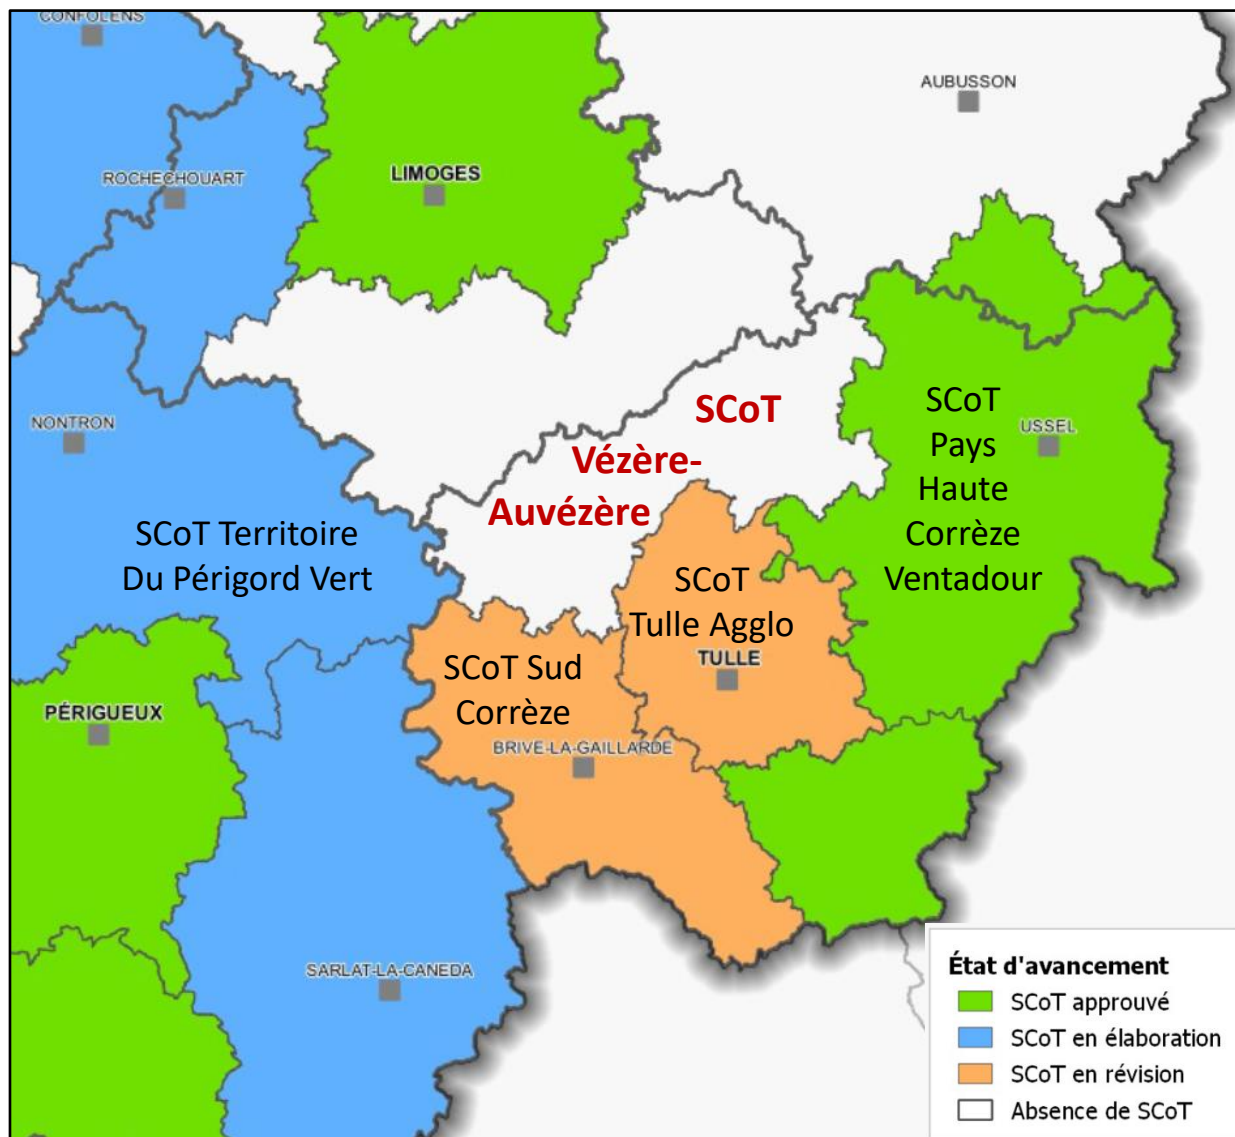 CONFOLENS
AUBUSSON
ROCHECHOUART
LIMOGES
NONTRON
SCoT
Vézère-
Auvézère
SCoT
Pays
Haute
Corrèze
Ventadour
USSEL
SCoT Territoire
Du Périgord Vert
SCoT
Tulle Agglo
TULLE
SCoT Sud
Corrèze
PÉRIGUEUX
BRIVE-LA-GAILLARDE
SARLAT-LA-CANEDA
État d'avancement
SCoT approuvé
SCoT en élaboration
SCoT en révision
Absence de SCoT